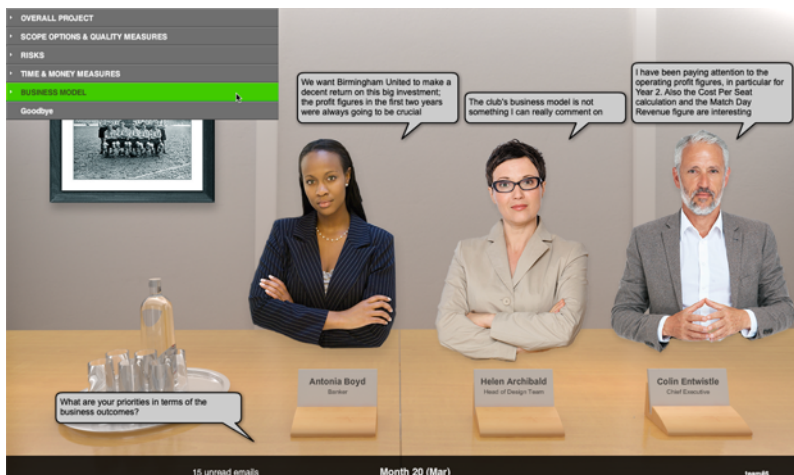 OVERALL PROJECT
SCOPE OPTIONS & QUALITY MEASURES
RISKS
TIME & MONEY MEASURES
BUSINESS MODEL
Goodbye
We want Birmingham United to make a
decent return on this big investment;
the profit figures in the first two years
were always going to be crucial
The club's business model is not
something I can really comment on
I have been paying attention to the
operating profit figures, in particular for
Year 2. Also the Cost Per Seat
calculation and the Match Day
Revenue figure are interesting
Antonia Boyd
Banker
Helen Archibald
Head of Design Team
Colin Entwistle
Chief Executive
What are your priorities in terms of the
business outcomes?
15 unread emails
Month 20 (Mar)